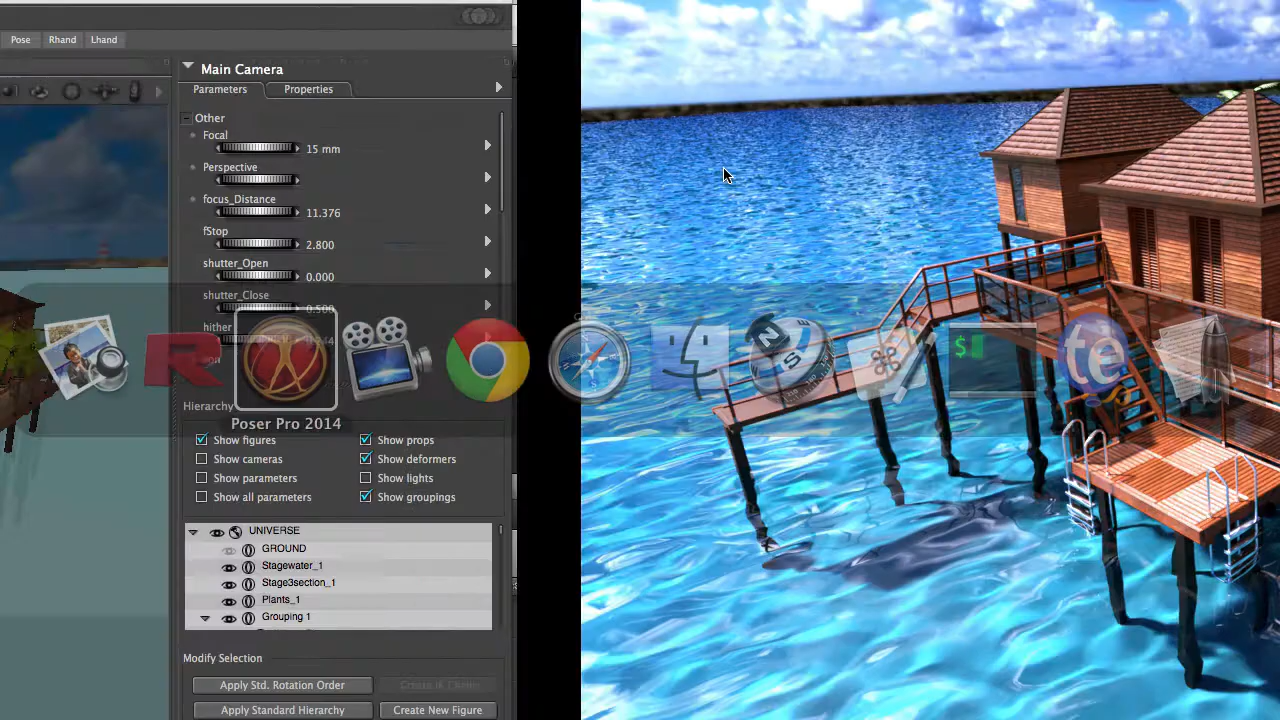 Pose Rhand Lhand
Main Camera
Parameters Properties
Other
Focal
15 mm
Perspective
focus_Distance
11.376
fStop
2.800
shutter_Open
0.000
shutter_Close
0.500
hither
Hierarchy
Poser Pro 2014
Show figures Show props
Show cameras Show deformers
Show parameters Show lights
Show all parameters Show groupings
UNIVERSE
GROUND
Stagewater_1
Stage3section_1
Plants_1
Grouping 1
Modify Selection
Apply Std. Rotation Order
Apply Standard Hierarchy Create New Figure